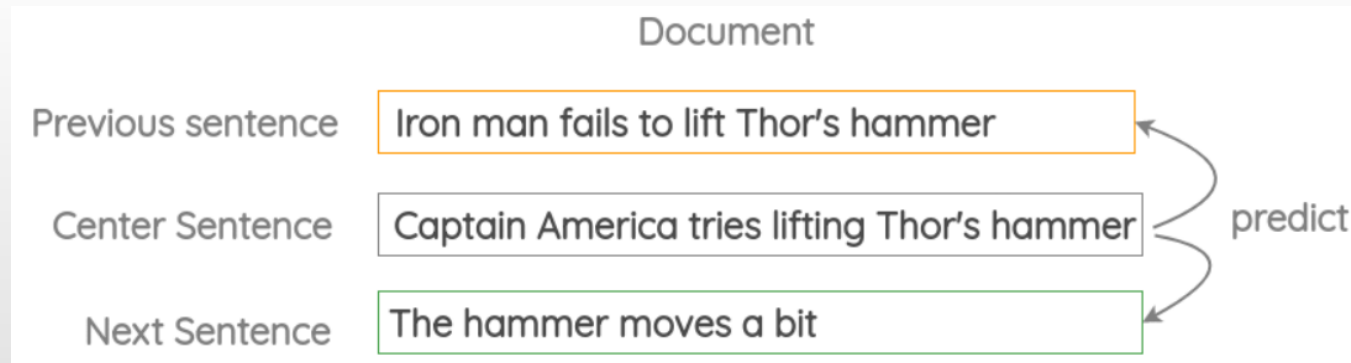 Document
Previous sentence Iron man fails to lift Thor's hammer
Center Sentence Captain America tries lifting Thor's hammer predict
Next Sentence The hammer moves a bit